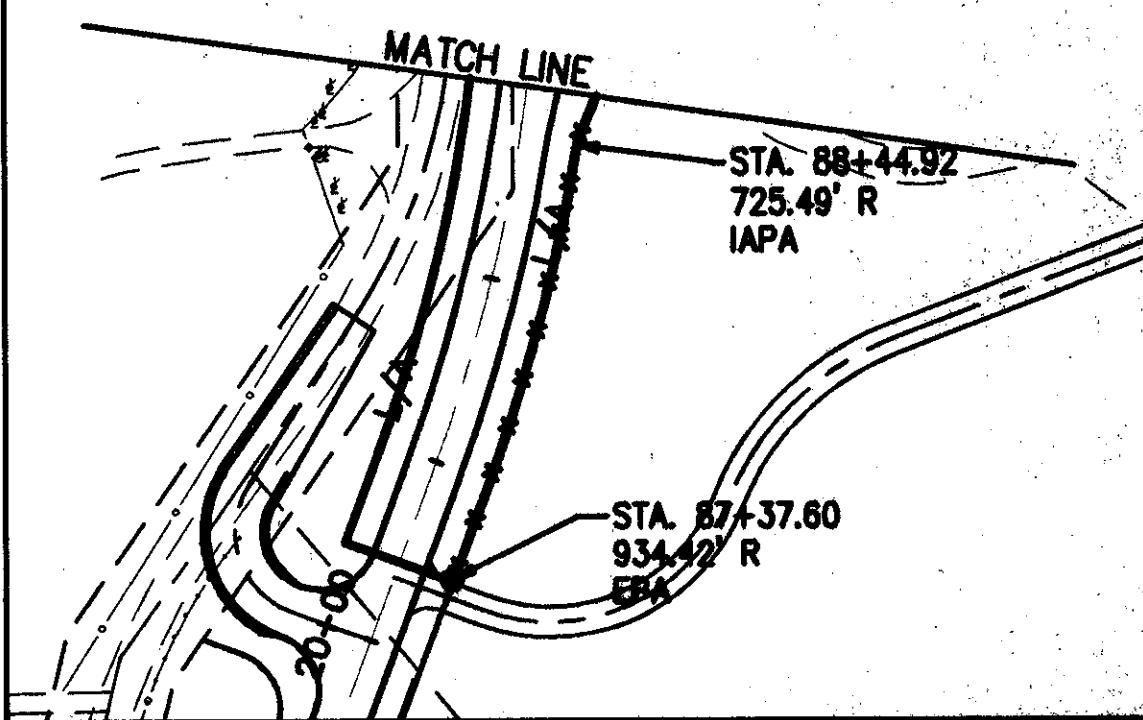 MATCH LINE
STA. 88+44.92
725.49' R
IAPA
L/A
L/A
STA. 87+37.60
934.42' R
EPA
20+00